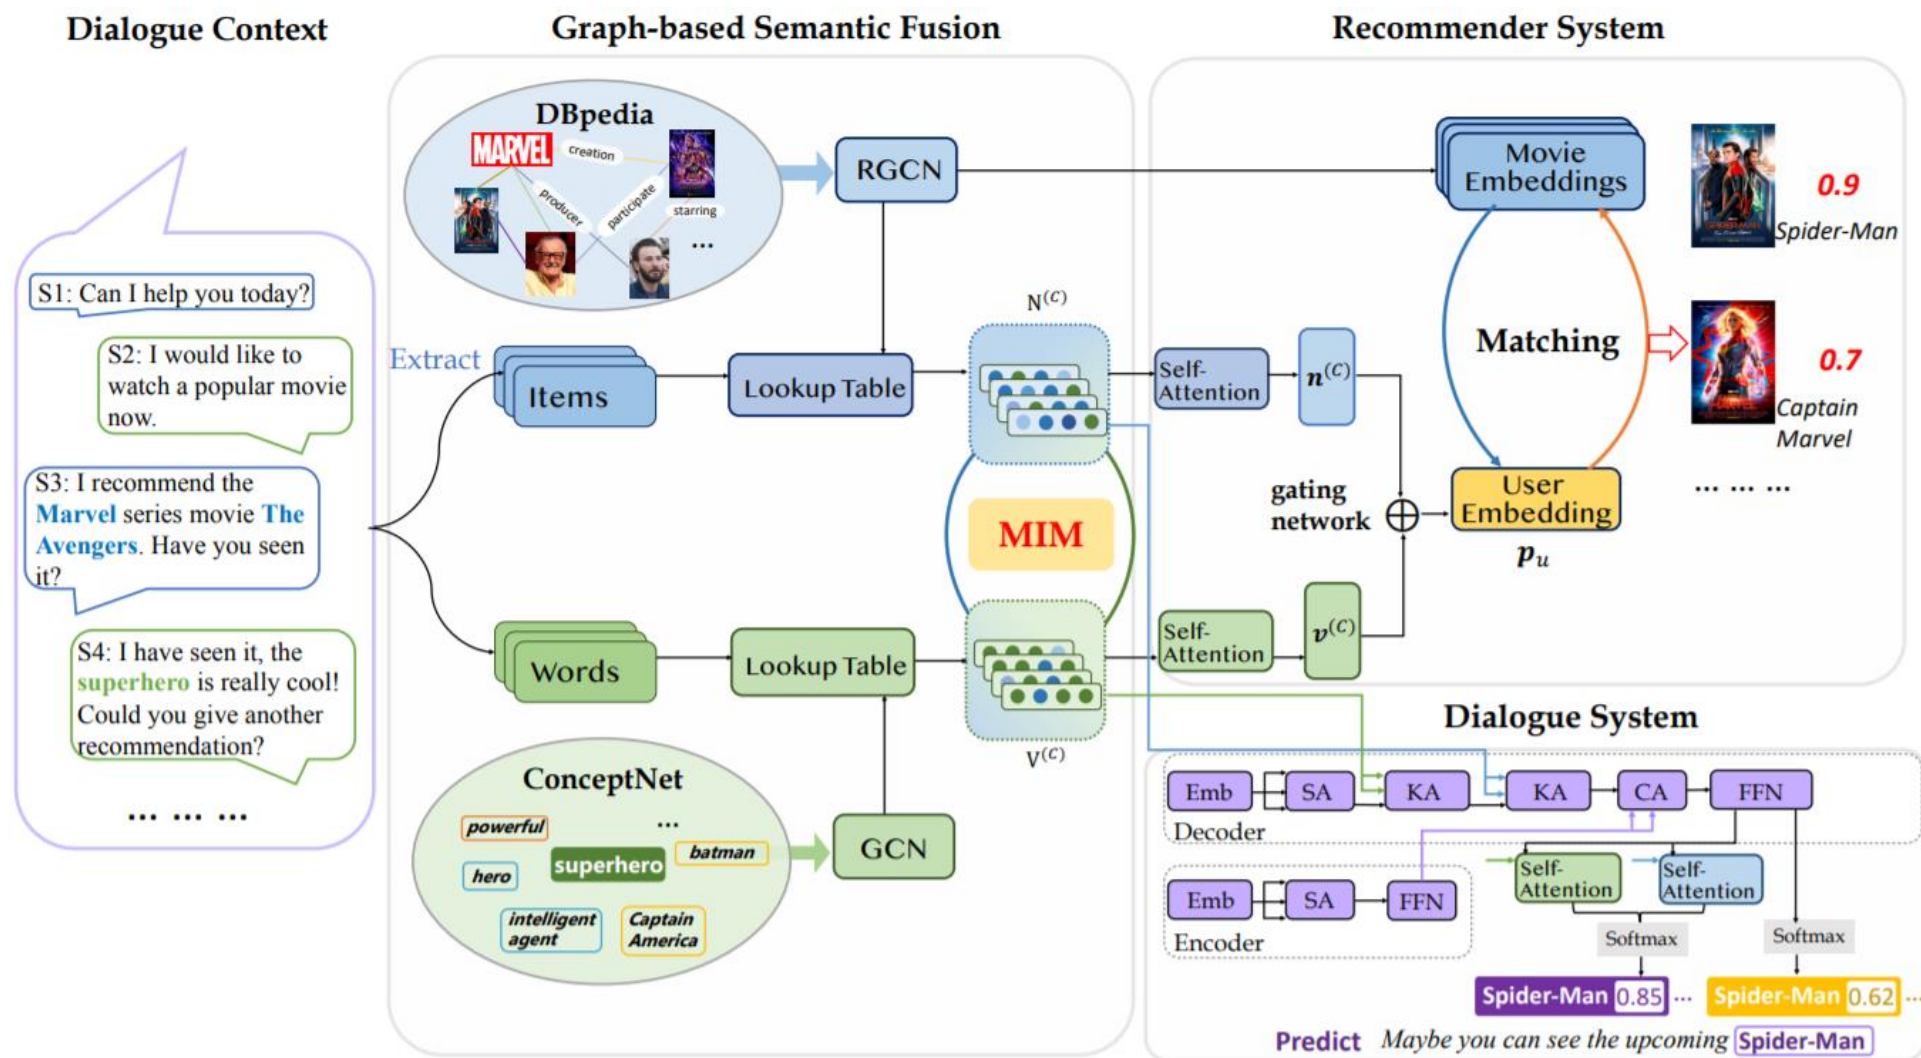 Dialogue Context
Graph-based Semantic Fusion
Recommender System
S1: Can I help you today?
S2: I would like to
watch a popular movie
now.
S3: I recommend the
Marvel series movie The
Avengers. Have you seen
it?
S4: I have seen it, the
superhero is really cool!
Could you give another
recommendation?
... ... ...
DBpedia
MARVEL
creation
producer
participate
starring
...
RGCN
Extract
Items
Lookup Table
N(C)
MIM
Words
Lookup Table
V(C)
ConceptNet
powerful
...
superhero
batman
hero
intelligent
agent
Captain
America
GCN
Movie
Embeddings
0.9
Spider-Man
Matching
0.7
Captain
Marvel
... ... ...
Self-
Attention
n(C)
gating
network
User
Embedding
pu
Self-
Attention
v(C)
Dialogue System
Emb
SA
KA
KA
CA
FFN
Decoder
Emb
SA
FFN
Encoder
Self-
Attention
Self-
Attention
Softmax
Softmax
Spider-Man 0.85 ...
Spider-Man 0.62 ...
Predict Maybe you can see the upcoming Spider-Man